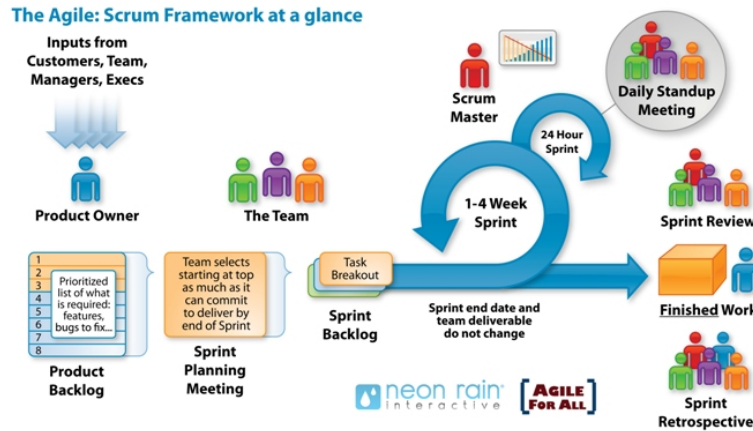 The Agile: Scrum Framework at a glance
Inputs from
Customers, Team,
Managers, Execs
Product Owner
The Team
Scrum
Master
Daily Standup
Meeting
24 Hour
Sprint
1-4 Week
Sprint
Sprint Review
1
2
3
4
5
6
7
8
Prioritized
list of what
is required:
features,
bugs to fix...
Product
Backlog
Team selects
starting at top
as much as it
can commit
to deliver by
end of Sprint
Sprint
Planning
Meeting
Task
Breakout
Sprint
Backlog
Sprint end date and
team deliverable
do not change
Finished Work
Sprint
Retrospective
neon rain
interactive
AGILE
FOR ALL